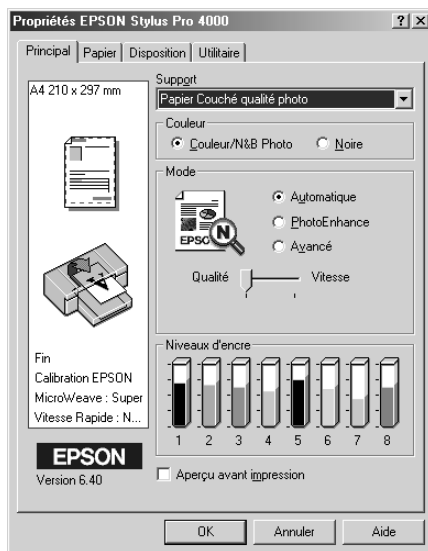 Propriétés EPSON Stylus Pro 4000
Principal
Papier
Disposition
Utilitaire
A4 210 x 297 mm
Support
Papier Couché qualité photo
Couleur
Couleur/N&B Photo
Noire
Mode
EPSO
N
Automatique
PhotoEnhance
Avancé
Qualité
Vitesse
Fin
Calibration EPSON
MicroWeave : Super
Vitesse Rapide : N...
EPSON
Version 6.40
Niveaux d'encre
1 2 3 4 5 6 7 8
Aperçu avant impression
OK
Annuler
Aide